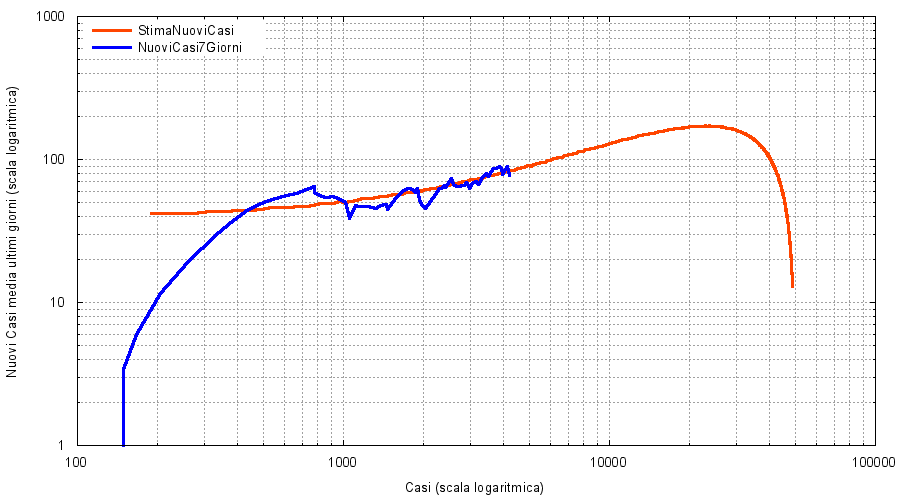 1000
StimaNuoviCasi
NuoviCasi7Giorni
100
10
1
100
1000
10000
100000
Nuovi Casi media ultimi giorni (scala logaritmica)
Casi (scala logaritmica)